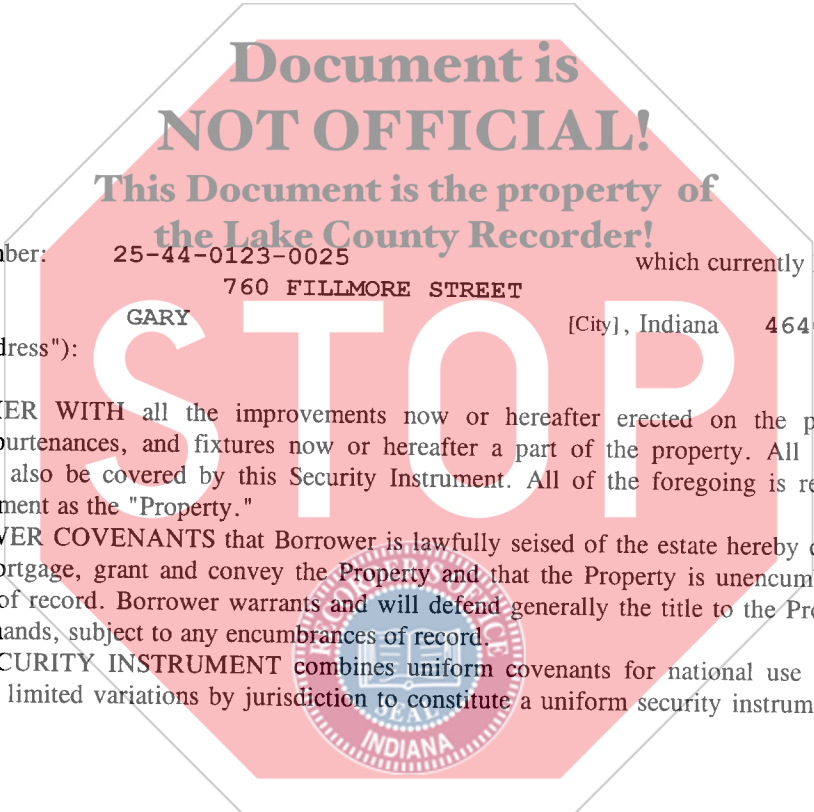 Document is
NOT OFFICIAL!
This Document is the property of
the Lake County Recorder!
nber: 25-44-0123-0025 which currently
760 FILLMORE STREET
GARY [City], Indiana 464
dress"):
STOP
ER WITH all the improvements now or hereafter erected on the p
purtenances, and fixtures now or hereafter a part of the property. All
also be covered by this Security Instrument. All of the foregoing is re
ment as the "Property."
VER COVENANTS that Borrower is lawfully seised of the estate hereby
ortgage, grant and convey the Property and that the Property is unencum
of record. Borrower warrants and will defend generally the title to the Pro
nands, subject to any encumbrances of record.
CURITY INSTRUMENT combines uniform covenants for national use
limited variations by jurisdiction to constitute a uniform security instrum
SEAL
INDIANA